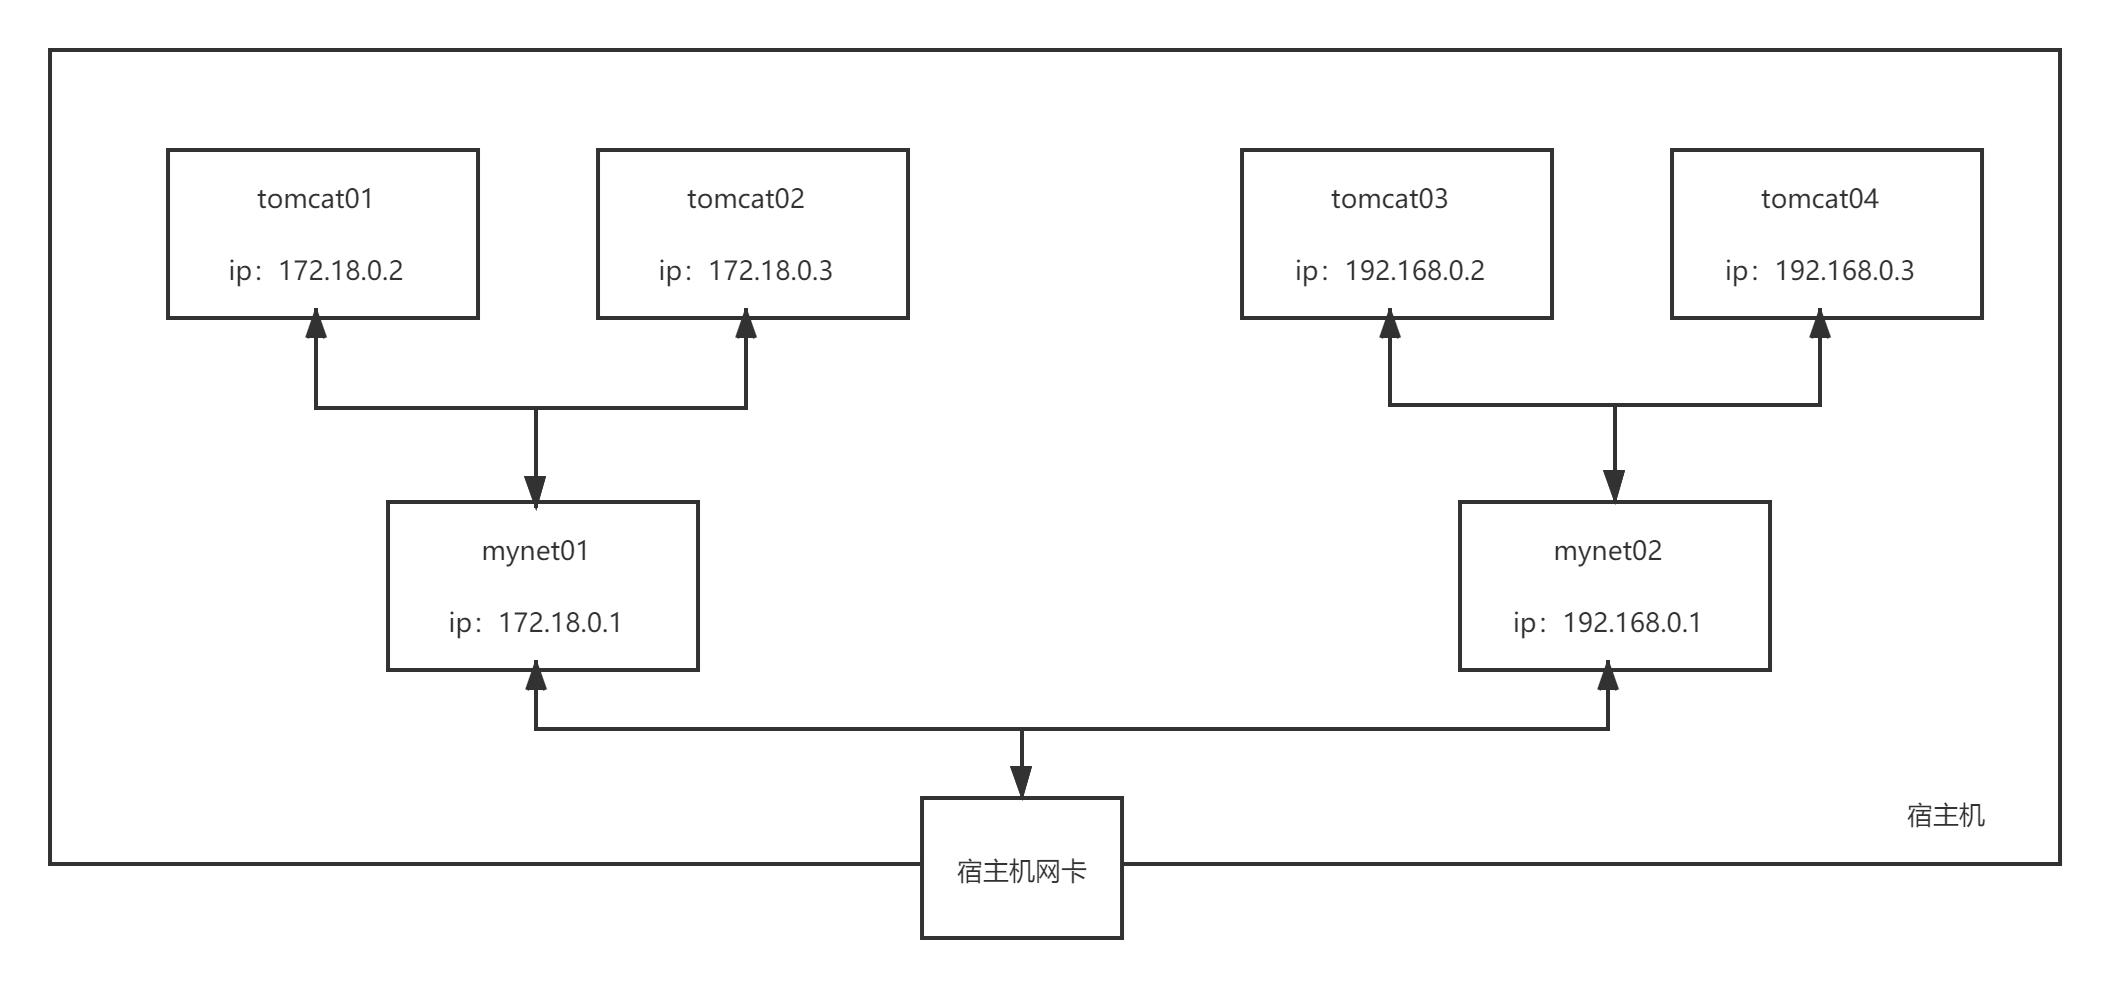 tomcat01
ip：172.18.0.2
tomcat02
ip：172.18.0.3
tomcat03
ip：192.168.0.2
tomcat04
ip：192.168.0.3
mynet01
ip：172.18.0.1
mynet02
ip：192.168.0.1
宿主机
宿主机网卡